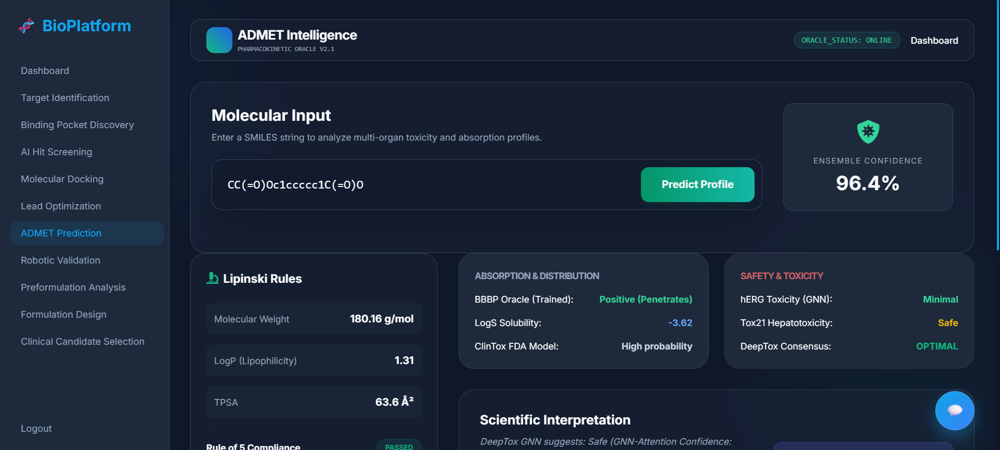 BioPlatform
Dashboard
Target Identification
Binding Pocket Discovery
AI Hit Screening
Molecular Docking
Lead Optimization
ADMET Prediction
Robotic Validation
Preformulation Analysis
Formulation Design
Clinical Candidate Selection
Logout
ADMET Intelligence
PHARMACOKINETIC ORACLE V2.1
ORACLE_STATUS: ONLINE
Dashboard
Molecular Input
Enter a SMILES string to analyze multi-organ toxicity and absorption profiles.
CC(=O)Oc1ccccc1C(=O)O
Predict Profile
ENSEMBLE CONFIDENCE
96.4%
Lipinski Rules
Molecular Weight 180.16 g/mol
LogP (Lipophilicity) 1.31
TPSA 63.6 Å²
Rule of 5 Compliance PASSED
ABSORPTION & DISTRIBUTION
BBBP Oracle (Trained): Positive (Penetrates)
LogS Solubility: -3.62
ClinTox FDA Model: High probability
SAFETY & TOXICITY
hERG Toxicity (GNN): Minimal
Tox21 Hepatotoxicity: Safe
DeepTox Consensus: OPTIMAL
Scientific Interpretation
DeepTox GNN suggests: Safe (GNN-Attention Confidence: